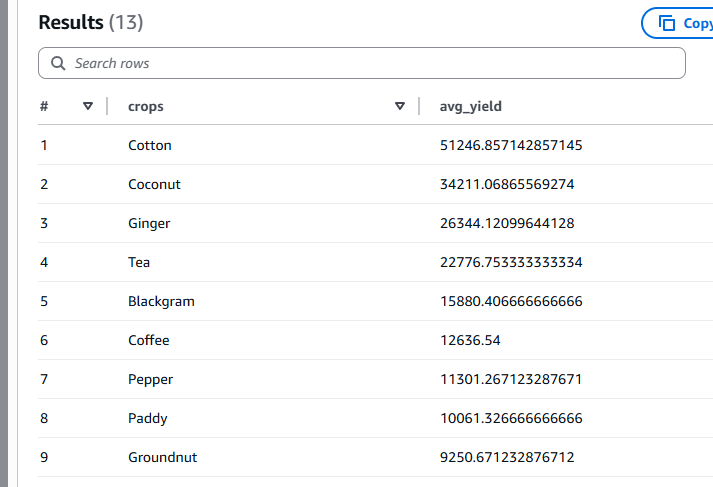 Results (13)
Copy
Search rows
# crops avg_yield
1 Cotton 51246.857142857145
2 Coconut 34211.06865569274
3 Ginger 26344.12099644128
4 Tea 22776.753333333334
5 Blackgram 15880.406666666666
6 Coffee 12636.54
7 Pepper 11301.267123287671
8 Paddy 10061.326666666666
9 Groundnut 9250.671232876712